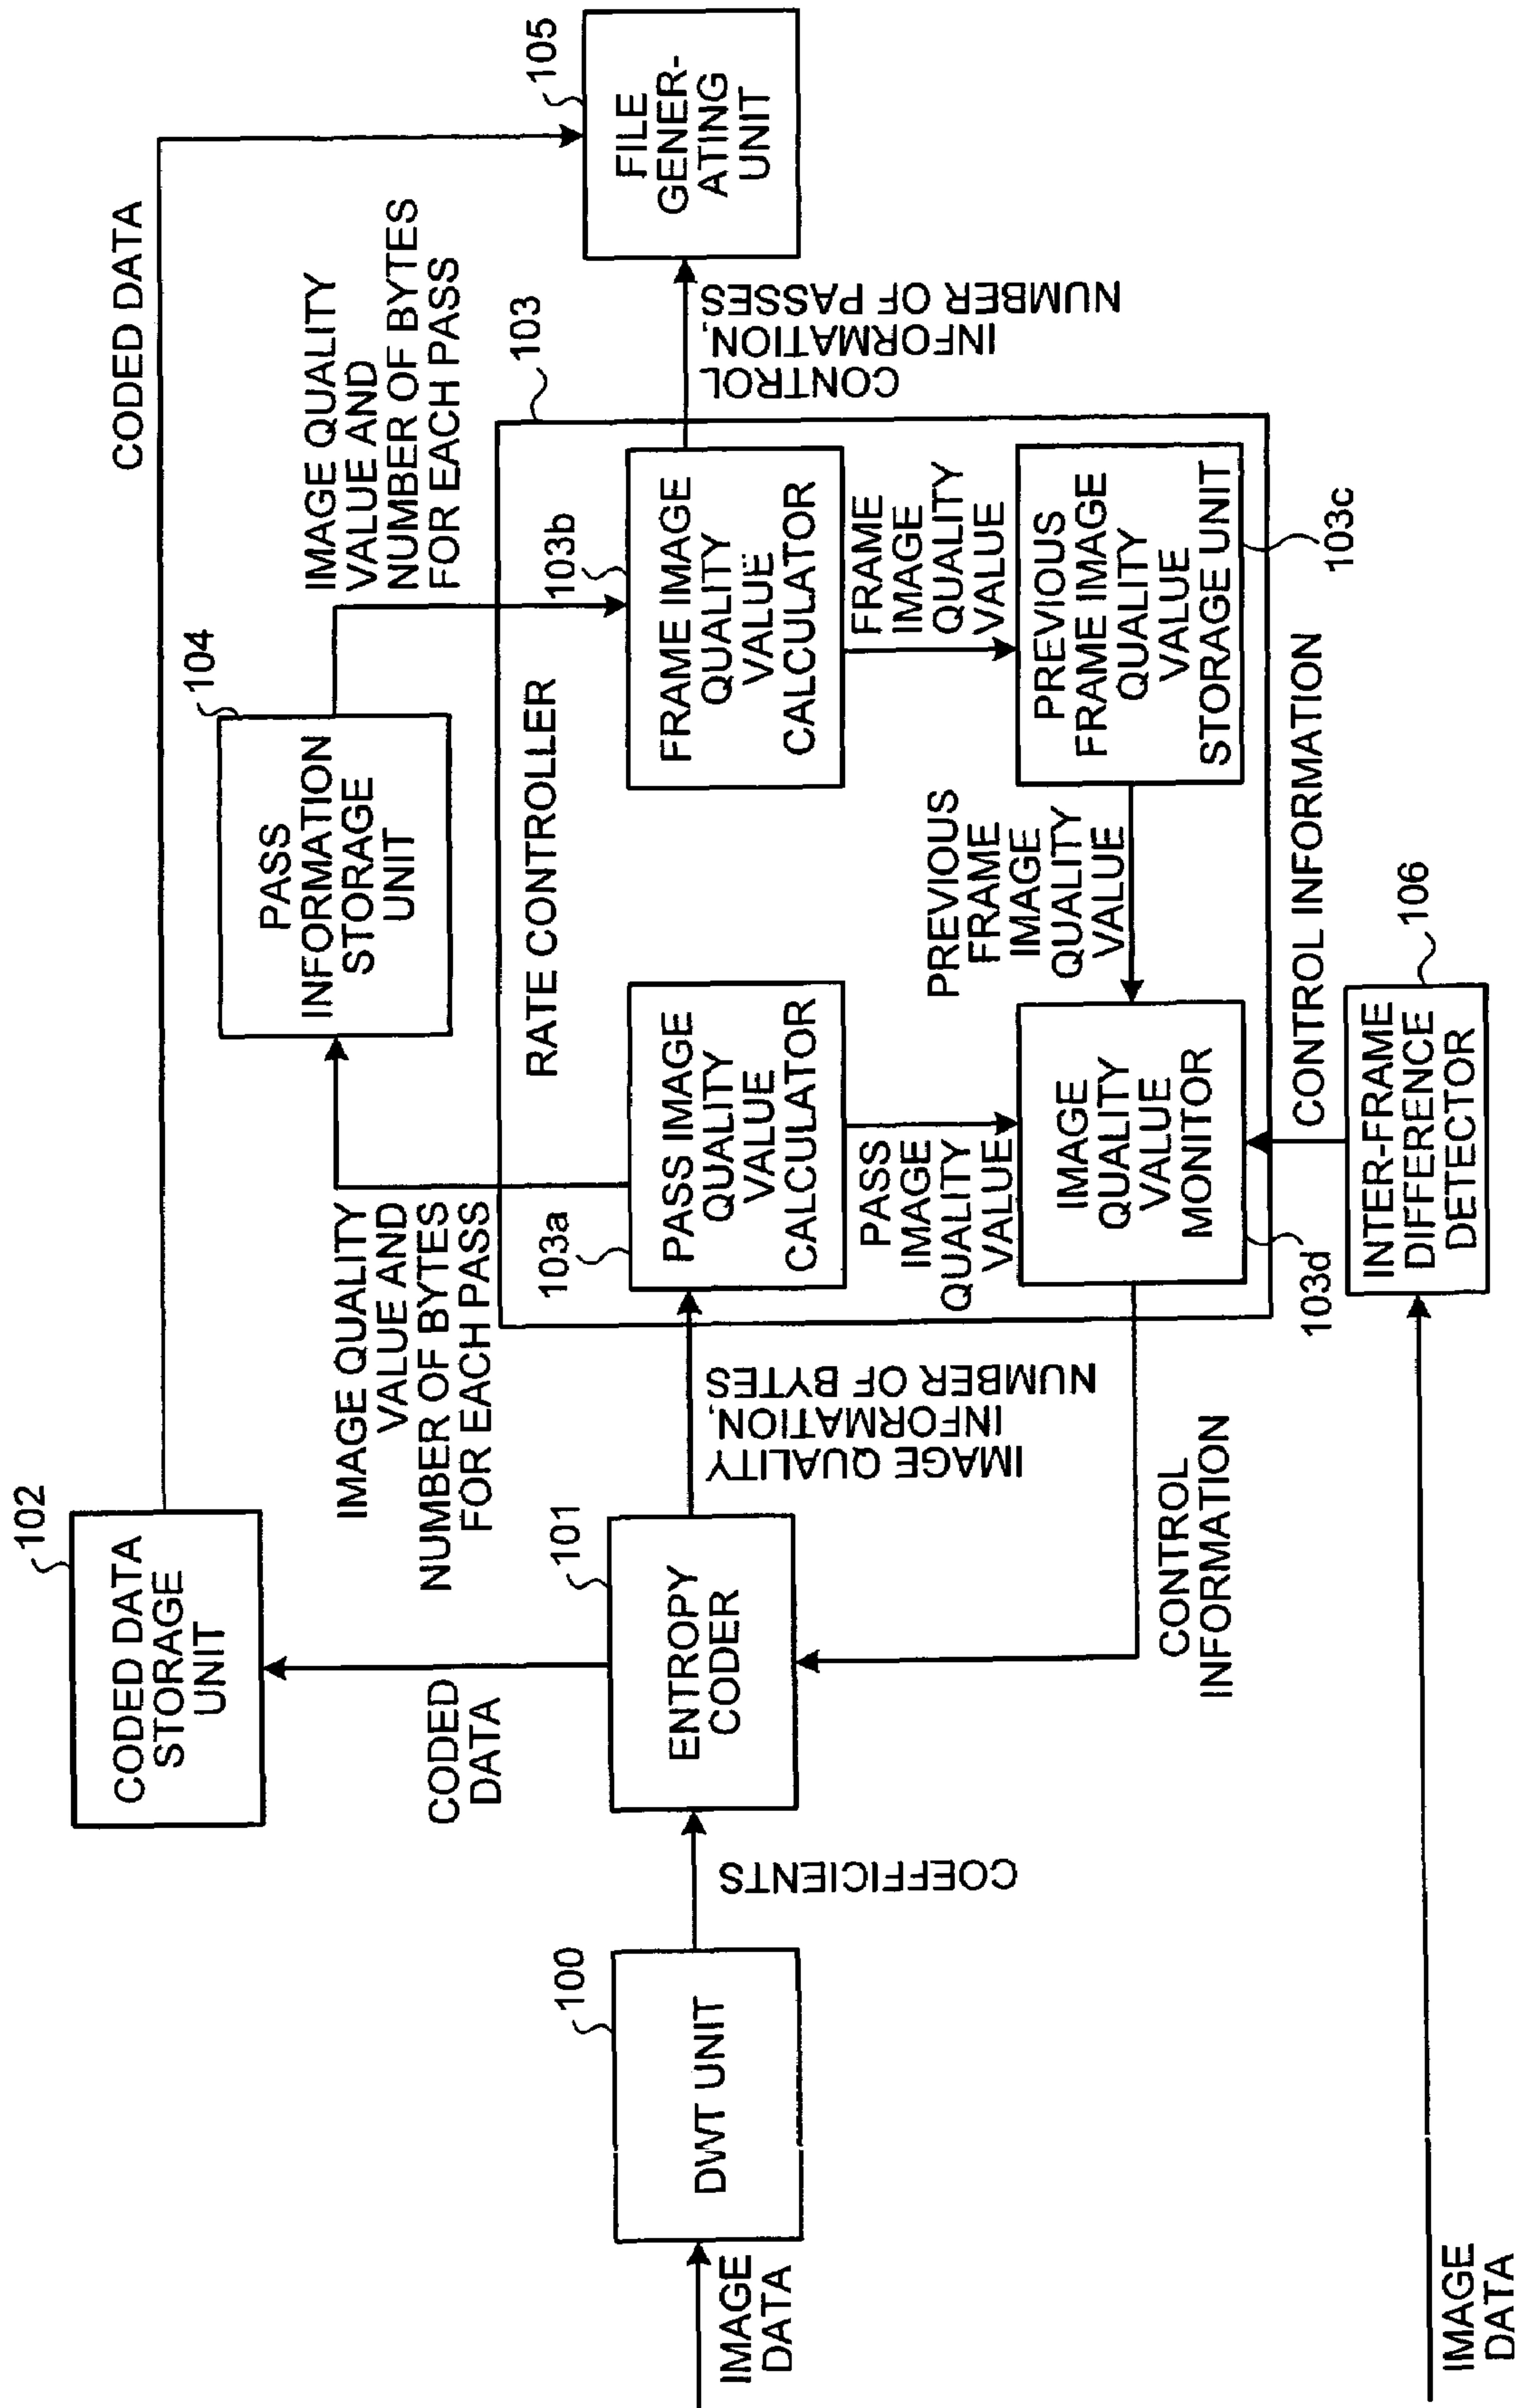 IMAGE
DATA
100
DWT UNIT
COEFFICIENTS
101
ENTROPY
CODER
CODED
DATA
102
CODED DATA
STORAGE
UNIT
CODED DATA
IMAGE QUALITY
INFORMATION,
NUMBER OF BYTES
103
RATE CONTROLLER
103a
PASS IMAGE
QUALITY
VALUE
CALCULATOR
IMAGE QUALITY
VALUE AND
NUMBER OF BYTES
FOR EACH PASS
104
PASS
INFORMATION
STORAGE
UNIT
IMAGE QUALITY
VALUE AND
NUMBER OF BYTES
FOR EACH PASS
103b
FRAME IMAGE
QUALITY
VALUE
CALCULATOR
CONTROL
INFORMATION,
NUMBER OF PASSES
105
FILE
GENER-
ATING
UNIT
FRAME
IMAGE
QUALITY
VALUE
PREVIOUS
FRAME IMAGE
QUALITY
VALUE
STORAGE UNIT
103c
PREVIOUS
FRAME
IMAGE
QUALITY
VALUE
PASS
IMAGE
QUALITY
VALUE
IMAGE
QUALITY
VALUE
MONITOR
103d
CONTROL
INFORMATION
CONTROL INFORMATION
106
INTER-FRAME
DIFFERENCE
DETECTOR
IMAGE
DATA